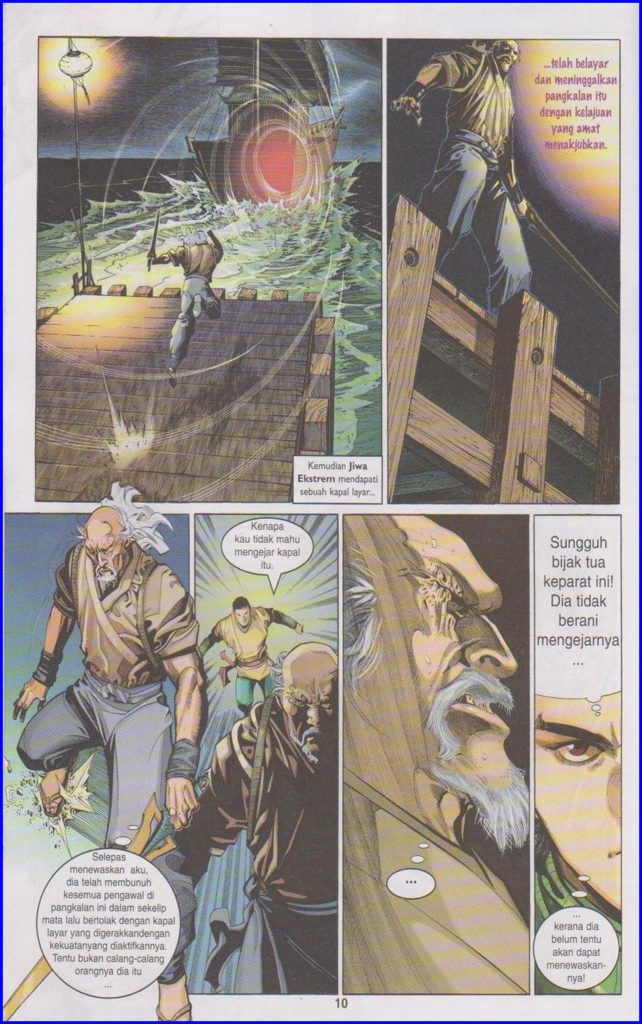 Kemudian Jiwa
Ekstrem mendapati
sebuah kapal layar...
...telah belayar
dan meninggalkan
pangkalan itu
dengan kelajuan
yang amat
menakjubkan.
Selepas
menewaskan aku,
dia telah membunuh
kesemua pengawal di
pangkalan ini dalam sekelip
mata lalu bertolak dengan kapal
layar yang digerakkandengan
kekuatanyang diaktifkannya.
Tentu bukan calang-calang
orangnya dia itu
...
Kenapa
kau tidak mahu
mengejar kapal
itu.
...
Sungguh
bijak tua
keparat ini!
Dia tidak
berani
mengejarnya
...
...
kerana dia
belum tentu
akan dapat
menewaskan-
nya!
10